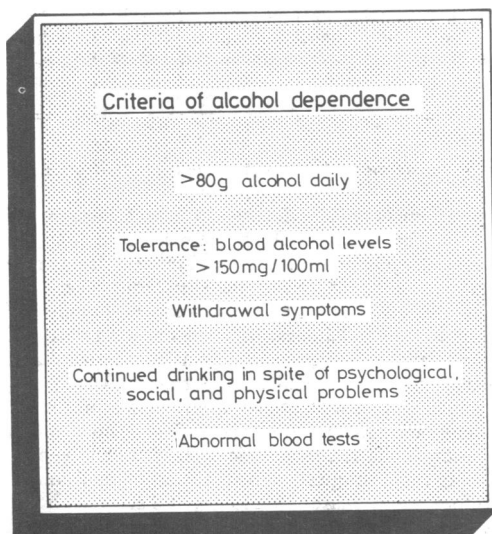 Criteria of alcohol dependence
>80g alcohol daily
Tolerance: blood alcohol levels
>150mg/100ml
Withdrawal symptoms
Continued drinking in spite of psychological,
social, and physical problems
Abnormal blood tests